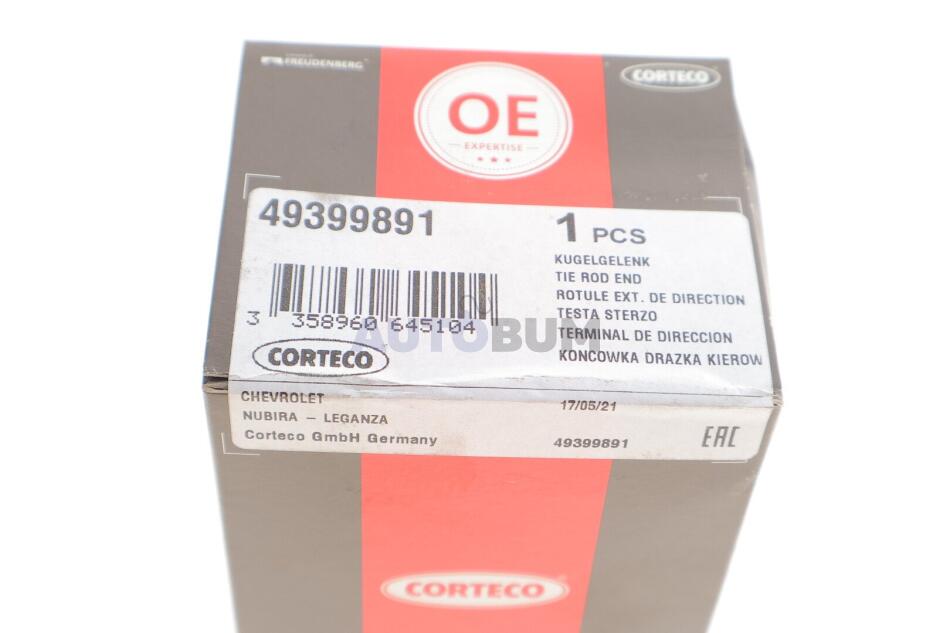 FREUDENBERG
CORTECO
OE
EXPERTISE
49399891
1 PCS
KUGELGELENK
TIE ROD END
ROTULE EXT. DE DIRECTION
TESTA STERZO
TERMINAL DE DIRECCION
KONCOWKA DRAZKA KIEROW
3 358960 645104
AUTOBUM
CORTECO
CHEVROLET
17/05/21
NUBIRA - LEGANZA
Corteco GmbH Germany
49399891
EAC
CORTECO